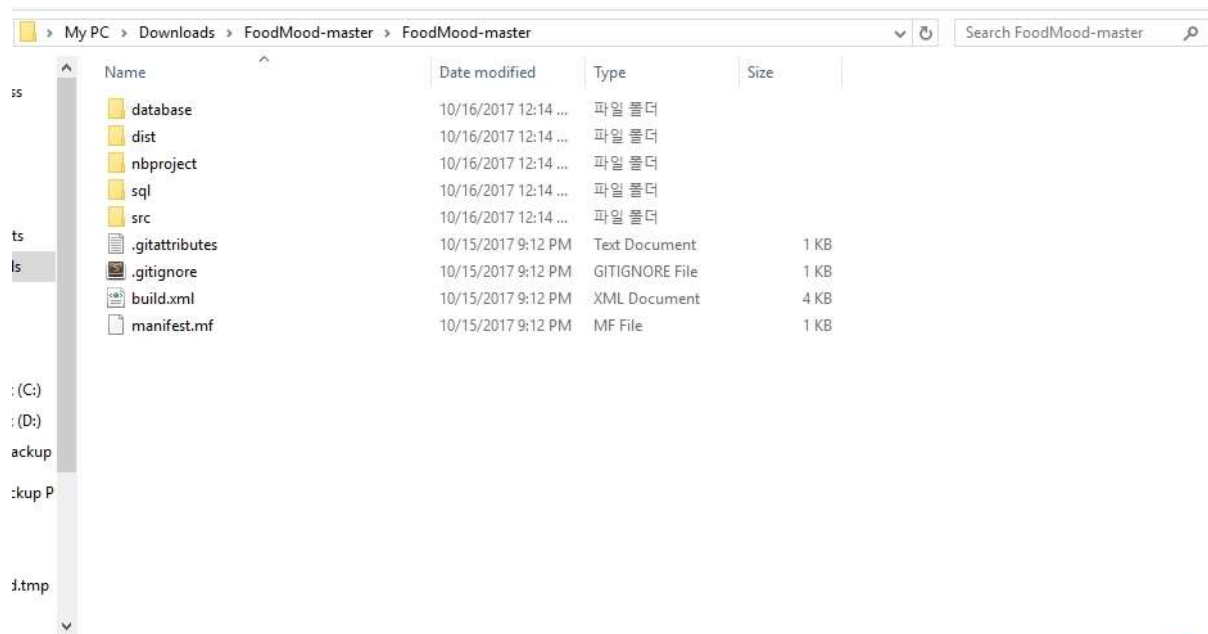 My PC > Downloads > FoodMood-master > FoodMood-master Search FoodMood-master
Name Date modified Type Size
ss
database 10/16/2017 12:14 ... 파일 폴더
dist 10/16/2017 12:14 ... 파일 폴더
nbproject 10/16/2017 12:14 ... 파일 폴더
sql 10/16/2017 12:14 ... 파일 폴더
src 10/16/2017 12:14 ... 파일 폴더
ts
.gitattributes 10/15/2017 9:12 PM Text Document 1 KB
ls
.gitignore 10/15/2017 9:12 PM GITIGNORE File 1 KB
build.xml 10/15/2017 9:12 PM XML Document 4 KB
manifest.mf 10/15/2017 9:12 PM MF File 1 KB
(C:)
(D:)
ackup
ckup P
d.tmp